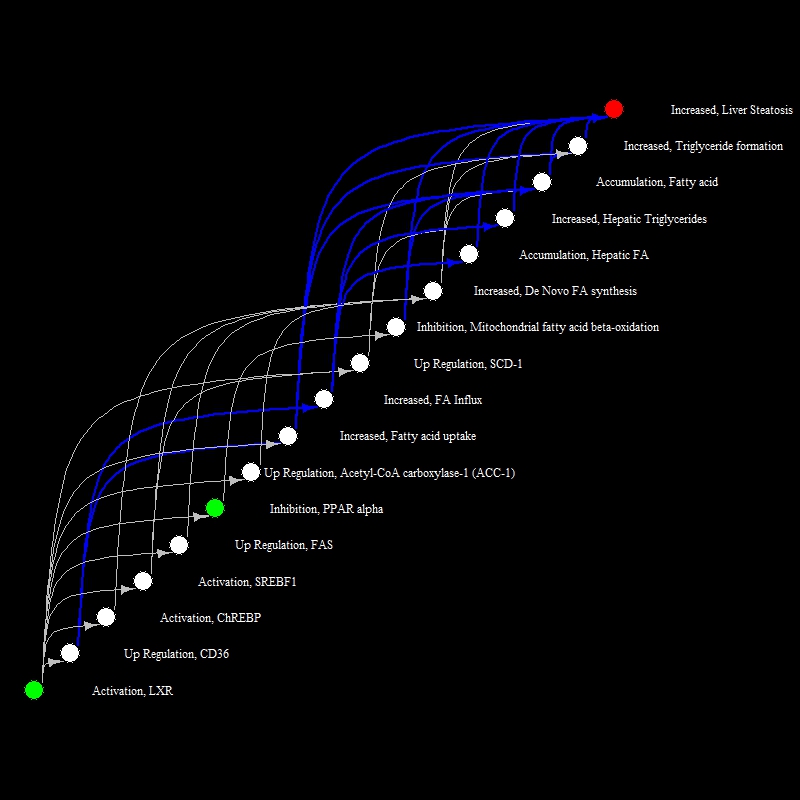 Increased, Liver Steatosis
Increased, Triglyceride formation
Accumulation, Fatty acid
Increased, Hepatic Triglycerides
Accumulation, Hepatic FA
Increased, De Novo FA synthesis
Inhibition, Mitochondrial fatty acid beta-oxidation
Up Regulation, SCD-1
Increased, FA Influx
Increased, Fatty acid uptake
Up Regulation, Acetyl-CoA carboxylase-1 (ACC-1)
Inhibition, PPAR alpha
Up Regulation, FAS
Activation, SREBF1
Activation, ChREBP
Up Regulation, CD36
Activation, LXR